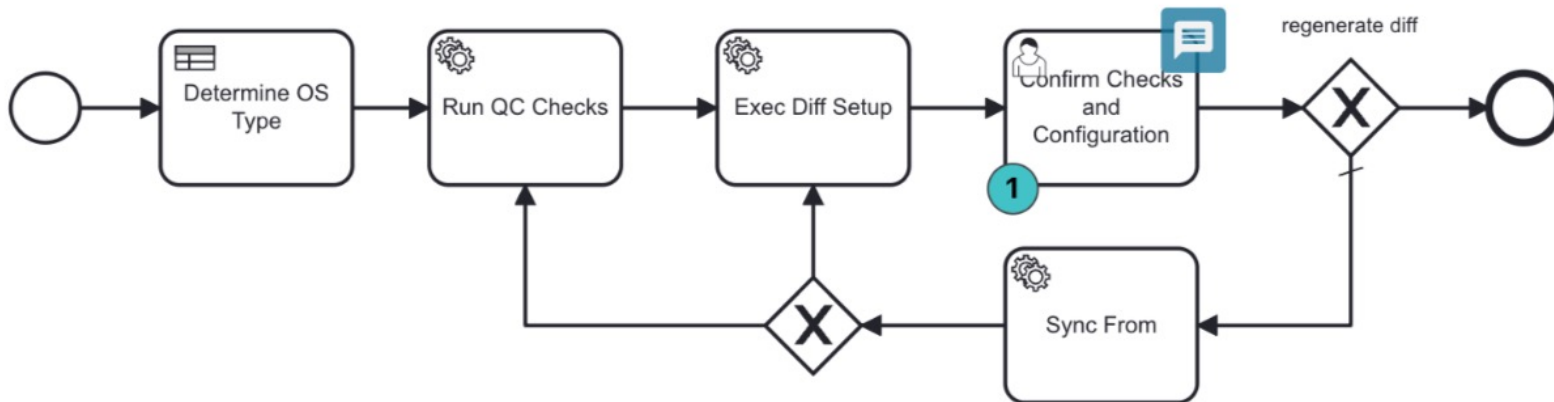 regenerate diff
Determine OS
Type
Run QC Checks
Exec Diff Setup
Confirm Checks
and
Configuration
1
Sync From